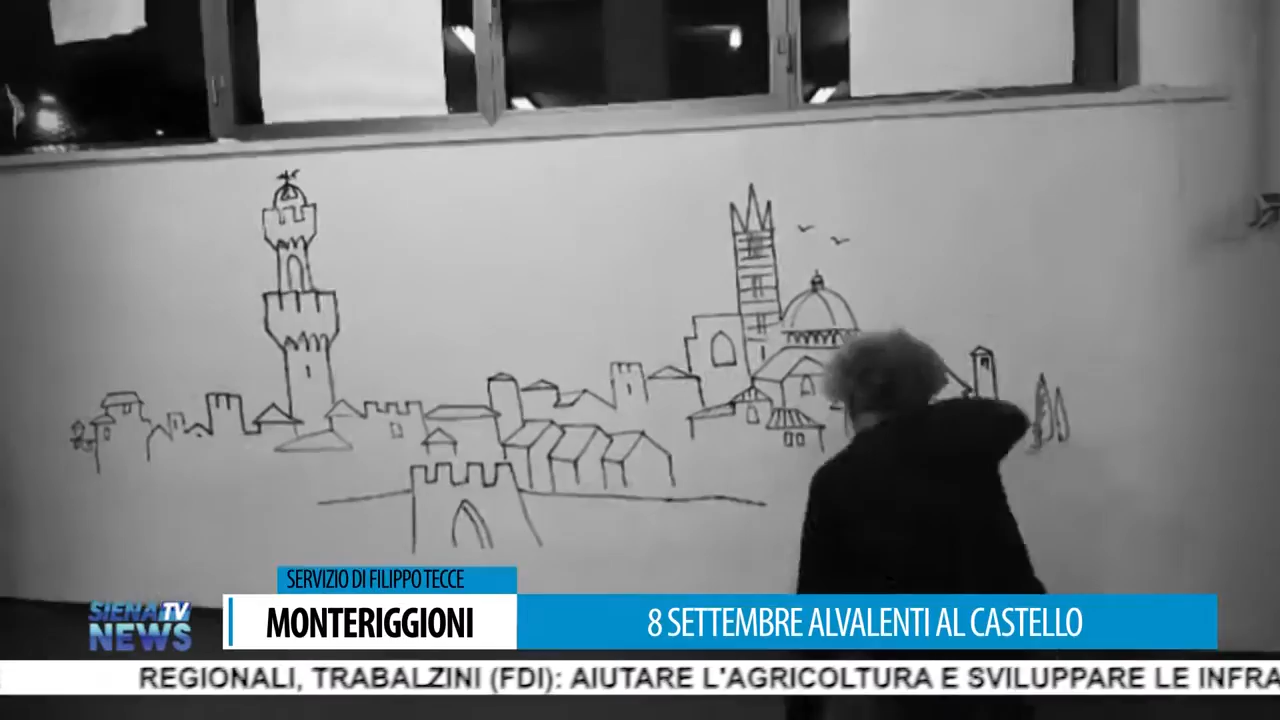 SERVIZIO DI FILIPPO TECCE
SIENA TV
NEWS
MONTERIGGIONI
8 SETTEMBRE ALVALENTI AL CASTELLO
REGIONALI, TRABALZINI (FDI): AIUTARE L'AGRICOLTURA E SVILUPPARE LE INFRA